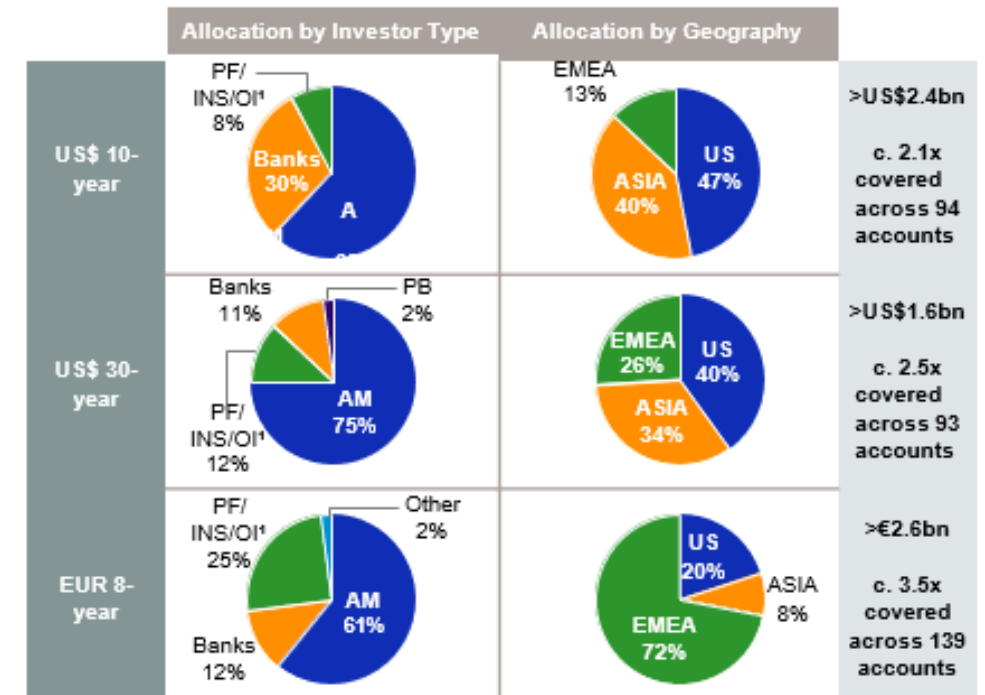 Allocation by Investor Type
Allocation by Geography
US$ 10-
year
PF/
INS/OI¹
8%
Banks
30%
A
EMEA
13%
US
47%
ASIA
40%
>US$2.4bn
c. 2.1x
covered
across 94
accounts
US$ 30-
year
Banks
11%
PB
2%
PF/
INS/OI¹
12%
AM
75%
EMEA
26%
US
40%
ASIA
34%
>US$1.6bn
c. 2.5x
covered
across 93
accounts
EUR 8-
year
PF/
INS/OI¹
25%
Other
2%
AM
61%
Banks
12%
US
20%
ASIA
8%
EMEA
72%
>€2.6bn
c. 3.5x
covered
across 139
accounts